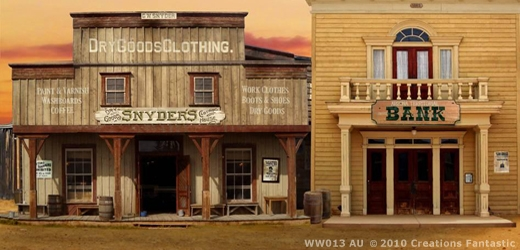 DRY GOODS CLOTHING.
PAINT & VARNISH
WASHBOARDS
COFFEE
WORK CLOTHES
BOOTS & SHOES
DRY GOODS
SNYDERS
BANK
WW013 AU © 2010 Creations Fantastic